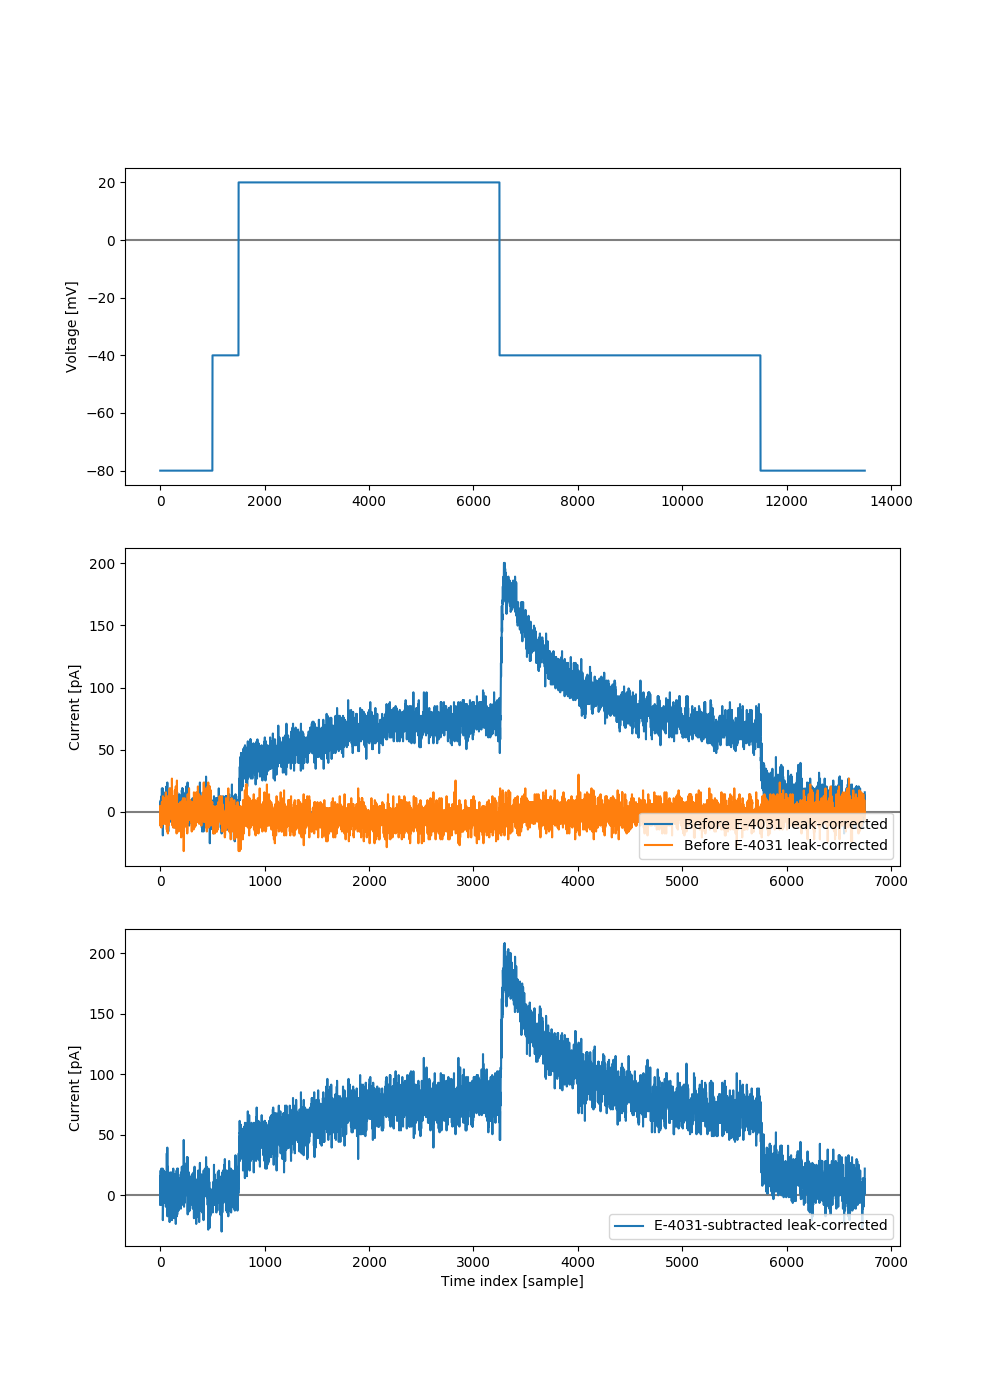 20
0
−20
−40
−60
−80
Voltage [mV]
0 2000 4000 6000 8000 10000 12000 14000
200
150
100
50
0
Current [pA]
Before E-4031 leak-corrected
Before E-4031 leak-corrected
0 1000 2000 3000 4000 5000 6000 7000
200
150
100
50
0
Current [pA]
E-4031-subtracted leak-corrected
0 1000 2000 3000 4000 5000 6000 7000
Time index [sample]